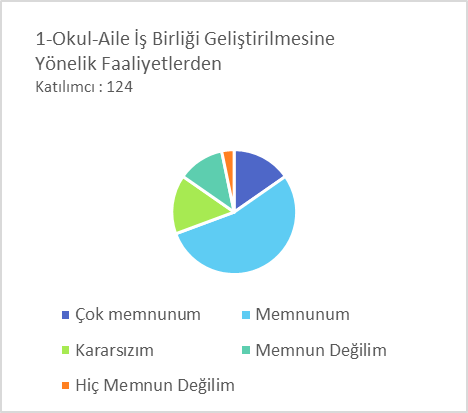 1-Okul-Aile İş Birliği Geliştirilmesine
Yönelik Faaliyetlerden
Katılımcı : 124
Çok memnunum
Memnunum
Kararsızım
Memnun Değilim
Hiç Memnun Değilim